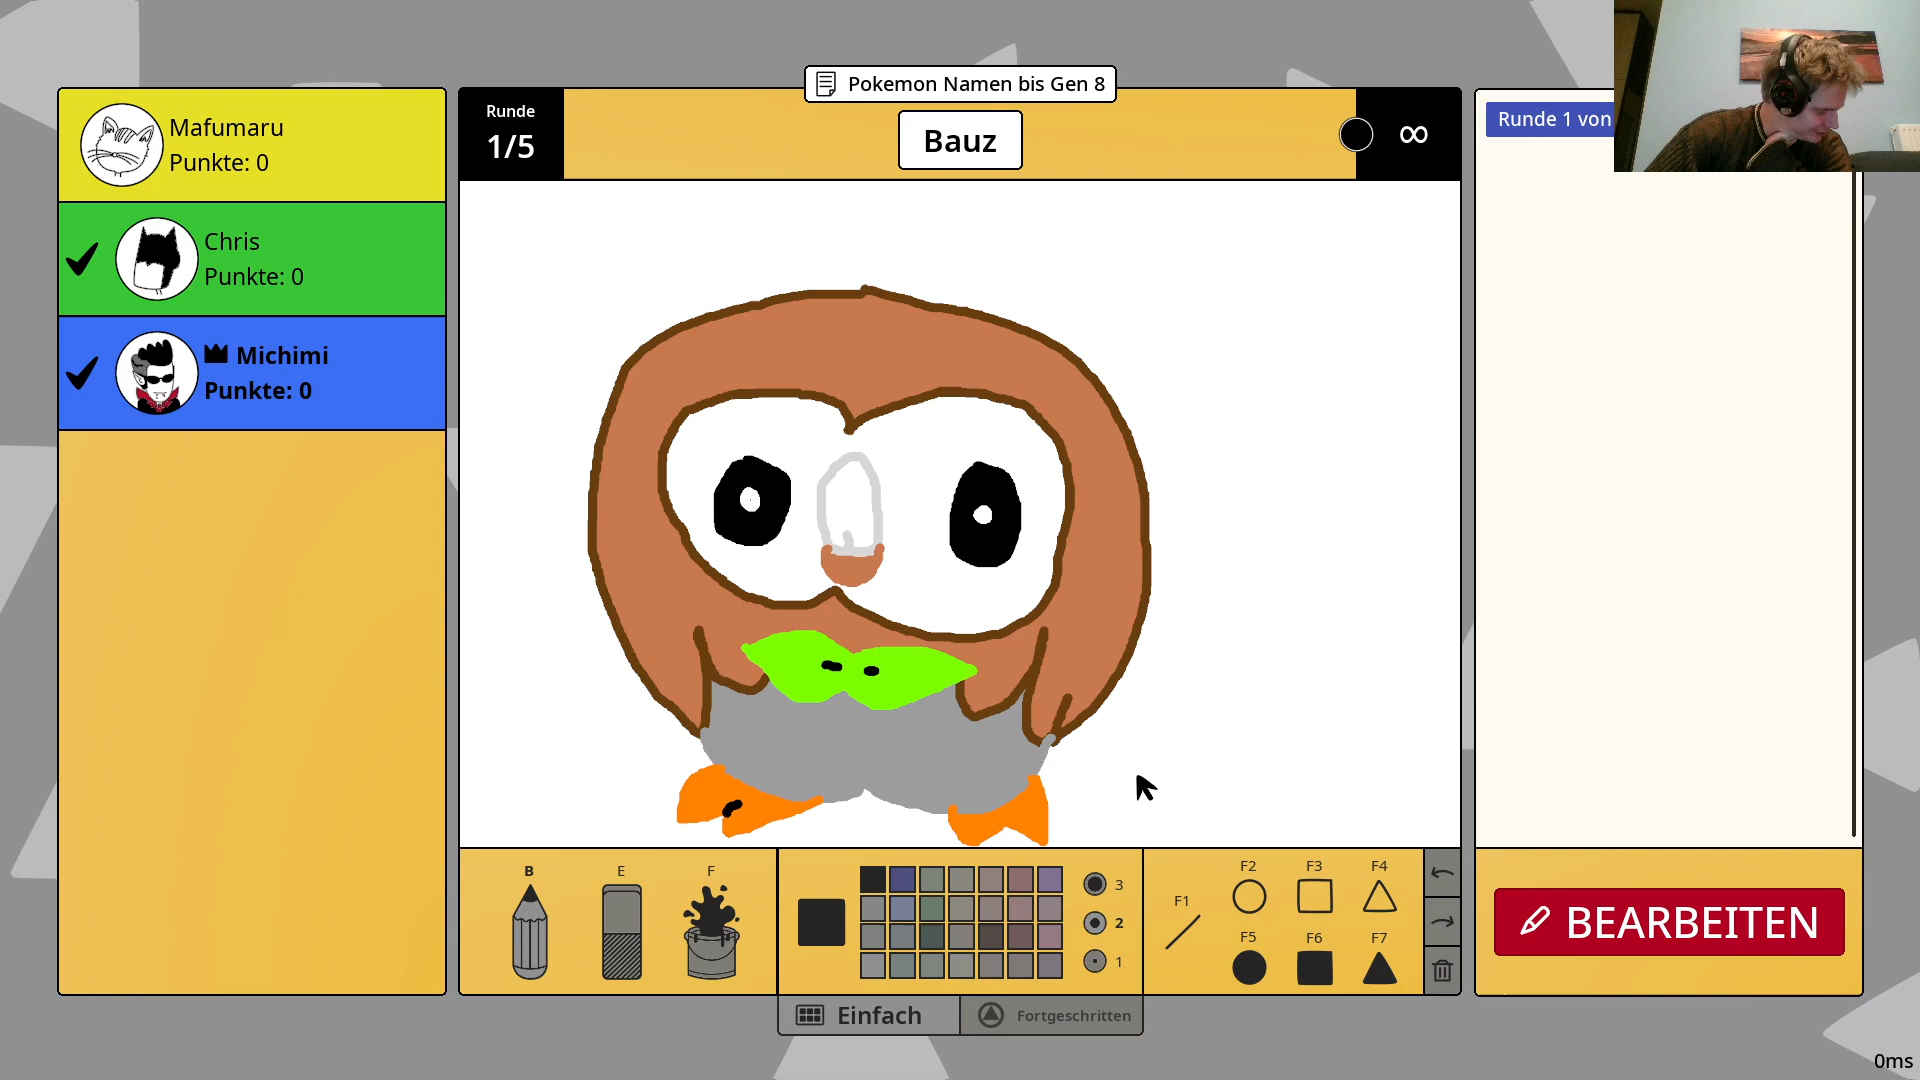 Pokemon Namen bis Gen 8
Runde
1/5
Bauz
∞
Mafumaru
Punkte: 0
Chris
Punkte: 0
Michimi
Punkte: 0
Runde 1 von
B
E
F
3
2
1
F1
F2
F3
F4
F5
F6
F7
BEARBEITEN
Einfach
Fortgeschritten
0ms